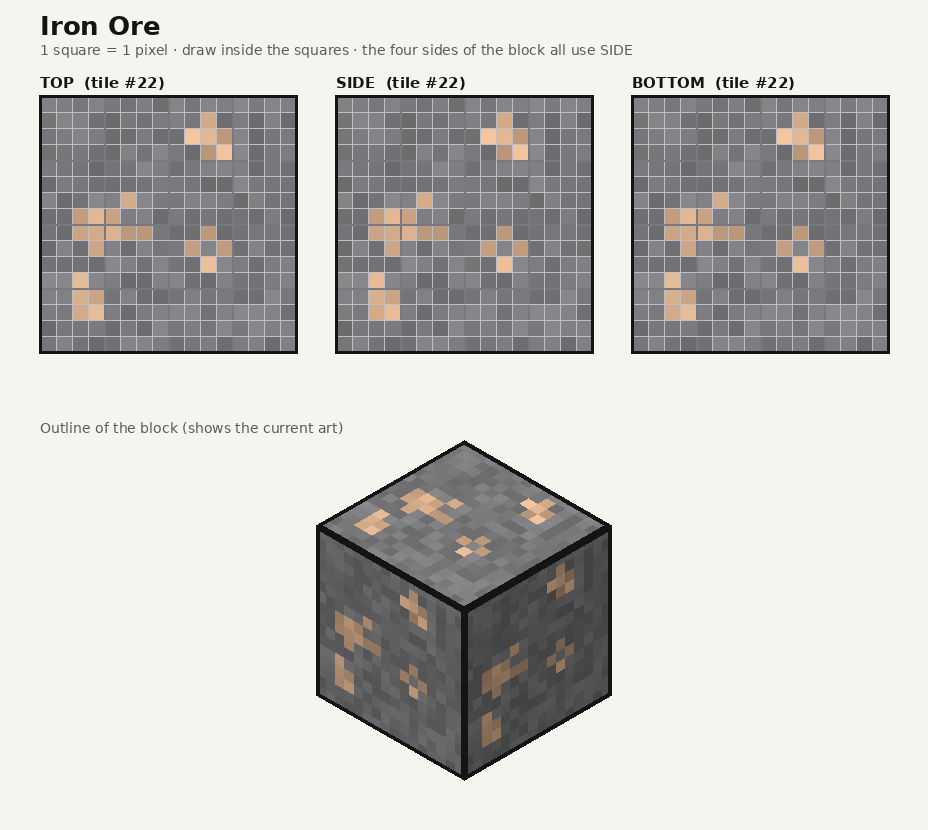 Iron Ore
1 square = 1 pixel · draw inside the squares · the four sides of the block all use SIDE
TOP (tile #22)
SIDE (tile #22)
BOTTOM (tile #22)
Outline of the block (shows the current art)